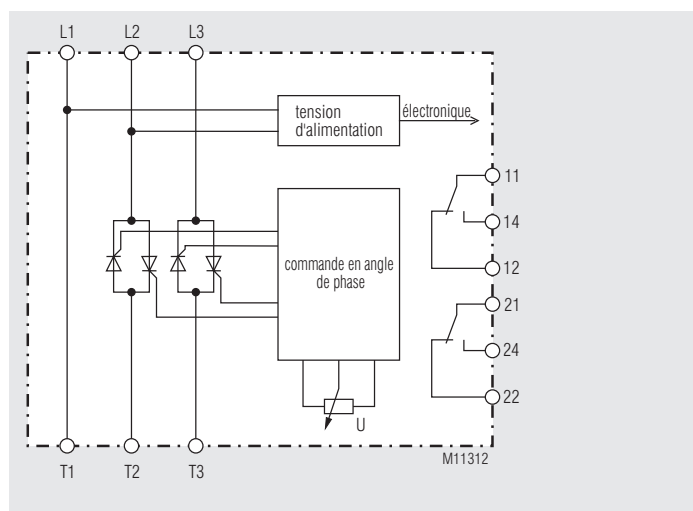 L1 L2 L3
tension
d'alimentation
électronique
11
14
commande en angle
de phase
12
21
24
22
U
M11312
T1 T2 T3